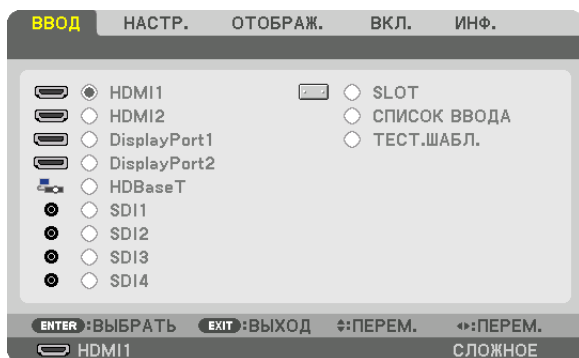 ВВОД НАСТР. ОТОБРАЖ. ВКЛ. ИНФ.
HDMI1
HDMI2
DisplayPort1
DisplayPort2
HDBaseT
SDI1
SDI2
SDI3
SDI4
SLOT
СПИСОК ВВОДА
ТЕСТ.ШАБЛ.
ENTER :ВЫБРАТЬ EXIT :ВЫХОД :ПЕРЕМ. :ПЕРЕМ.
HDMI1 СЛОЖНОЕ